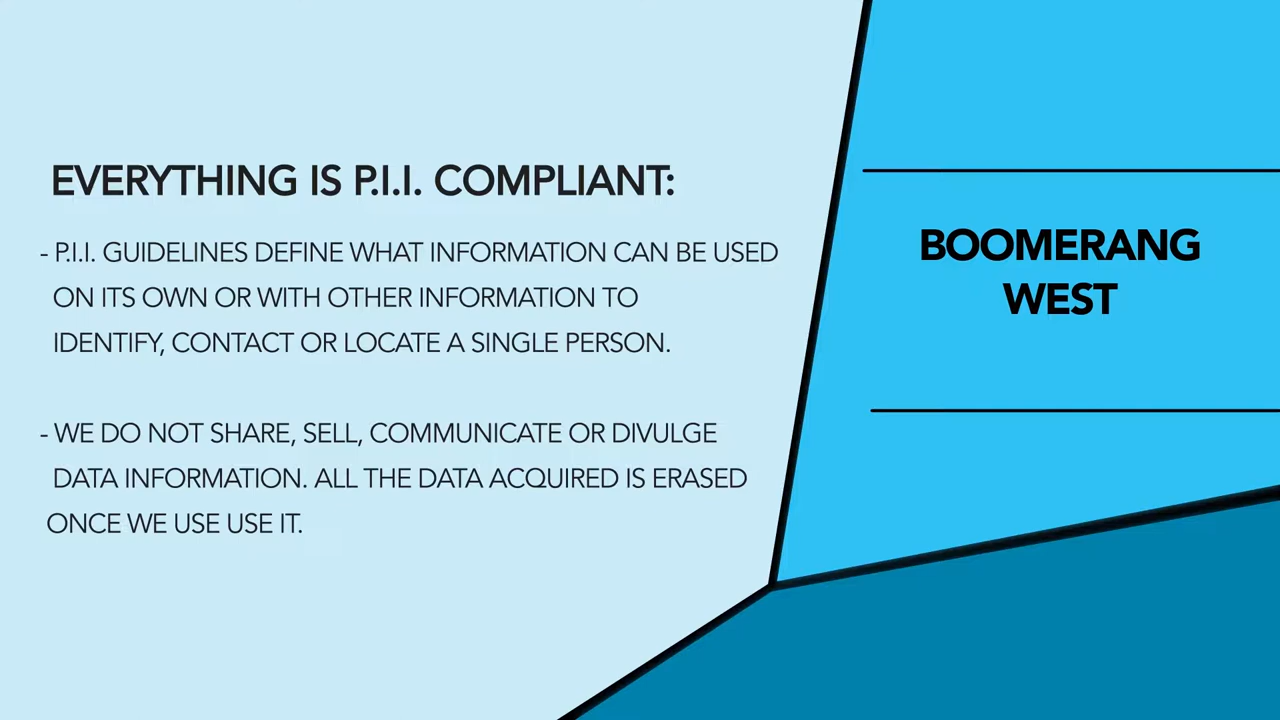 EVERYTHING IS P.I.I. COMPLIANT:
- P.I.I. GUIDELINES DEFINE WHAT INFORMATION CAN BE USED
ON ITS OWN OR WITH OTHER INFORMATION TO
IDENTIFY, CONTACT OR LOCATE A SINGLE PERSON.
- WE DO NOT SHARE, SELL, COMMUNICATE OR DIVULGE
DATA INFORMATION. ALL THE DATA ACQUIRED IS ERASED
ONCE WE USE USE IT.
BOOMERANG
WEST